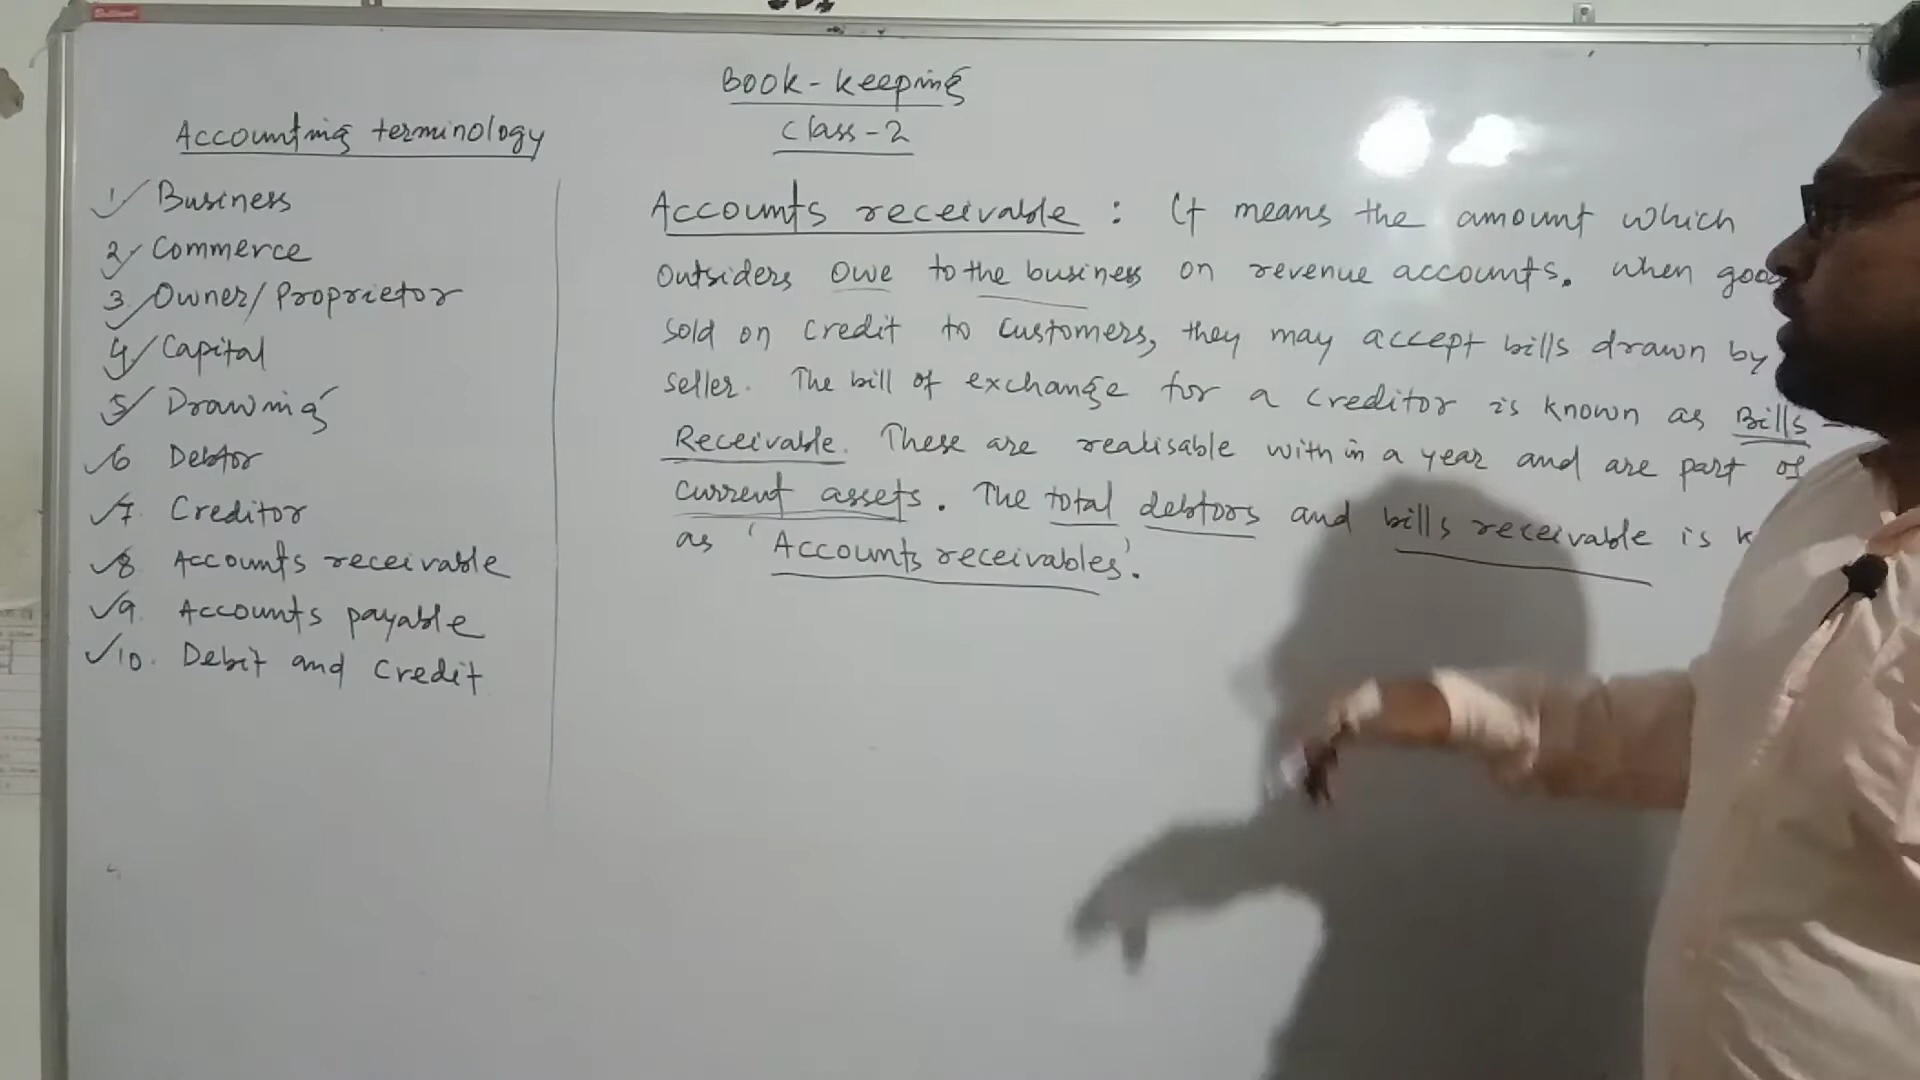 Book-keeping
Class-2
Accounting terminology
1. Business
2. Commerce
3. Owner/Proprietor
4. Capital
5. Drawing
6. Debtor
7. Creditor
8. Accounts receivable
9. Accounts payable
10. Debit and Credit
Accounts receivable : It means the amount which
outsiders owe to the business on revenue accounts. When goo
sold on credit to customers, they may accept bills drawn by
seller. The bill of exchange for a creditor is known as Bills-
Receivable. These are realisable within a year and are part of
current assets. The total debtors and bills receivable is k
as 'Accounts receivables'.